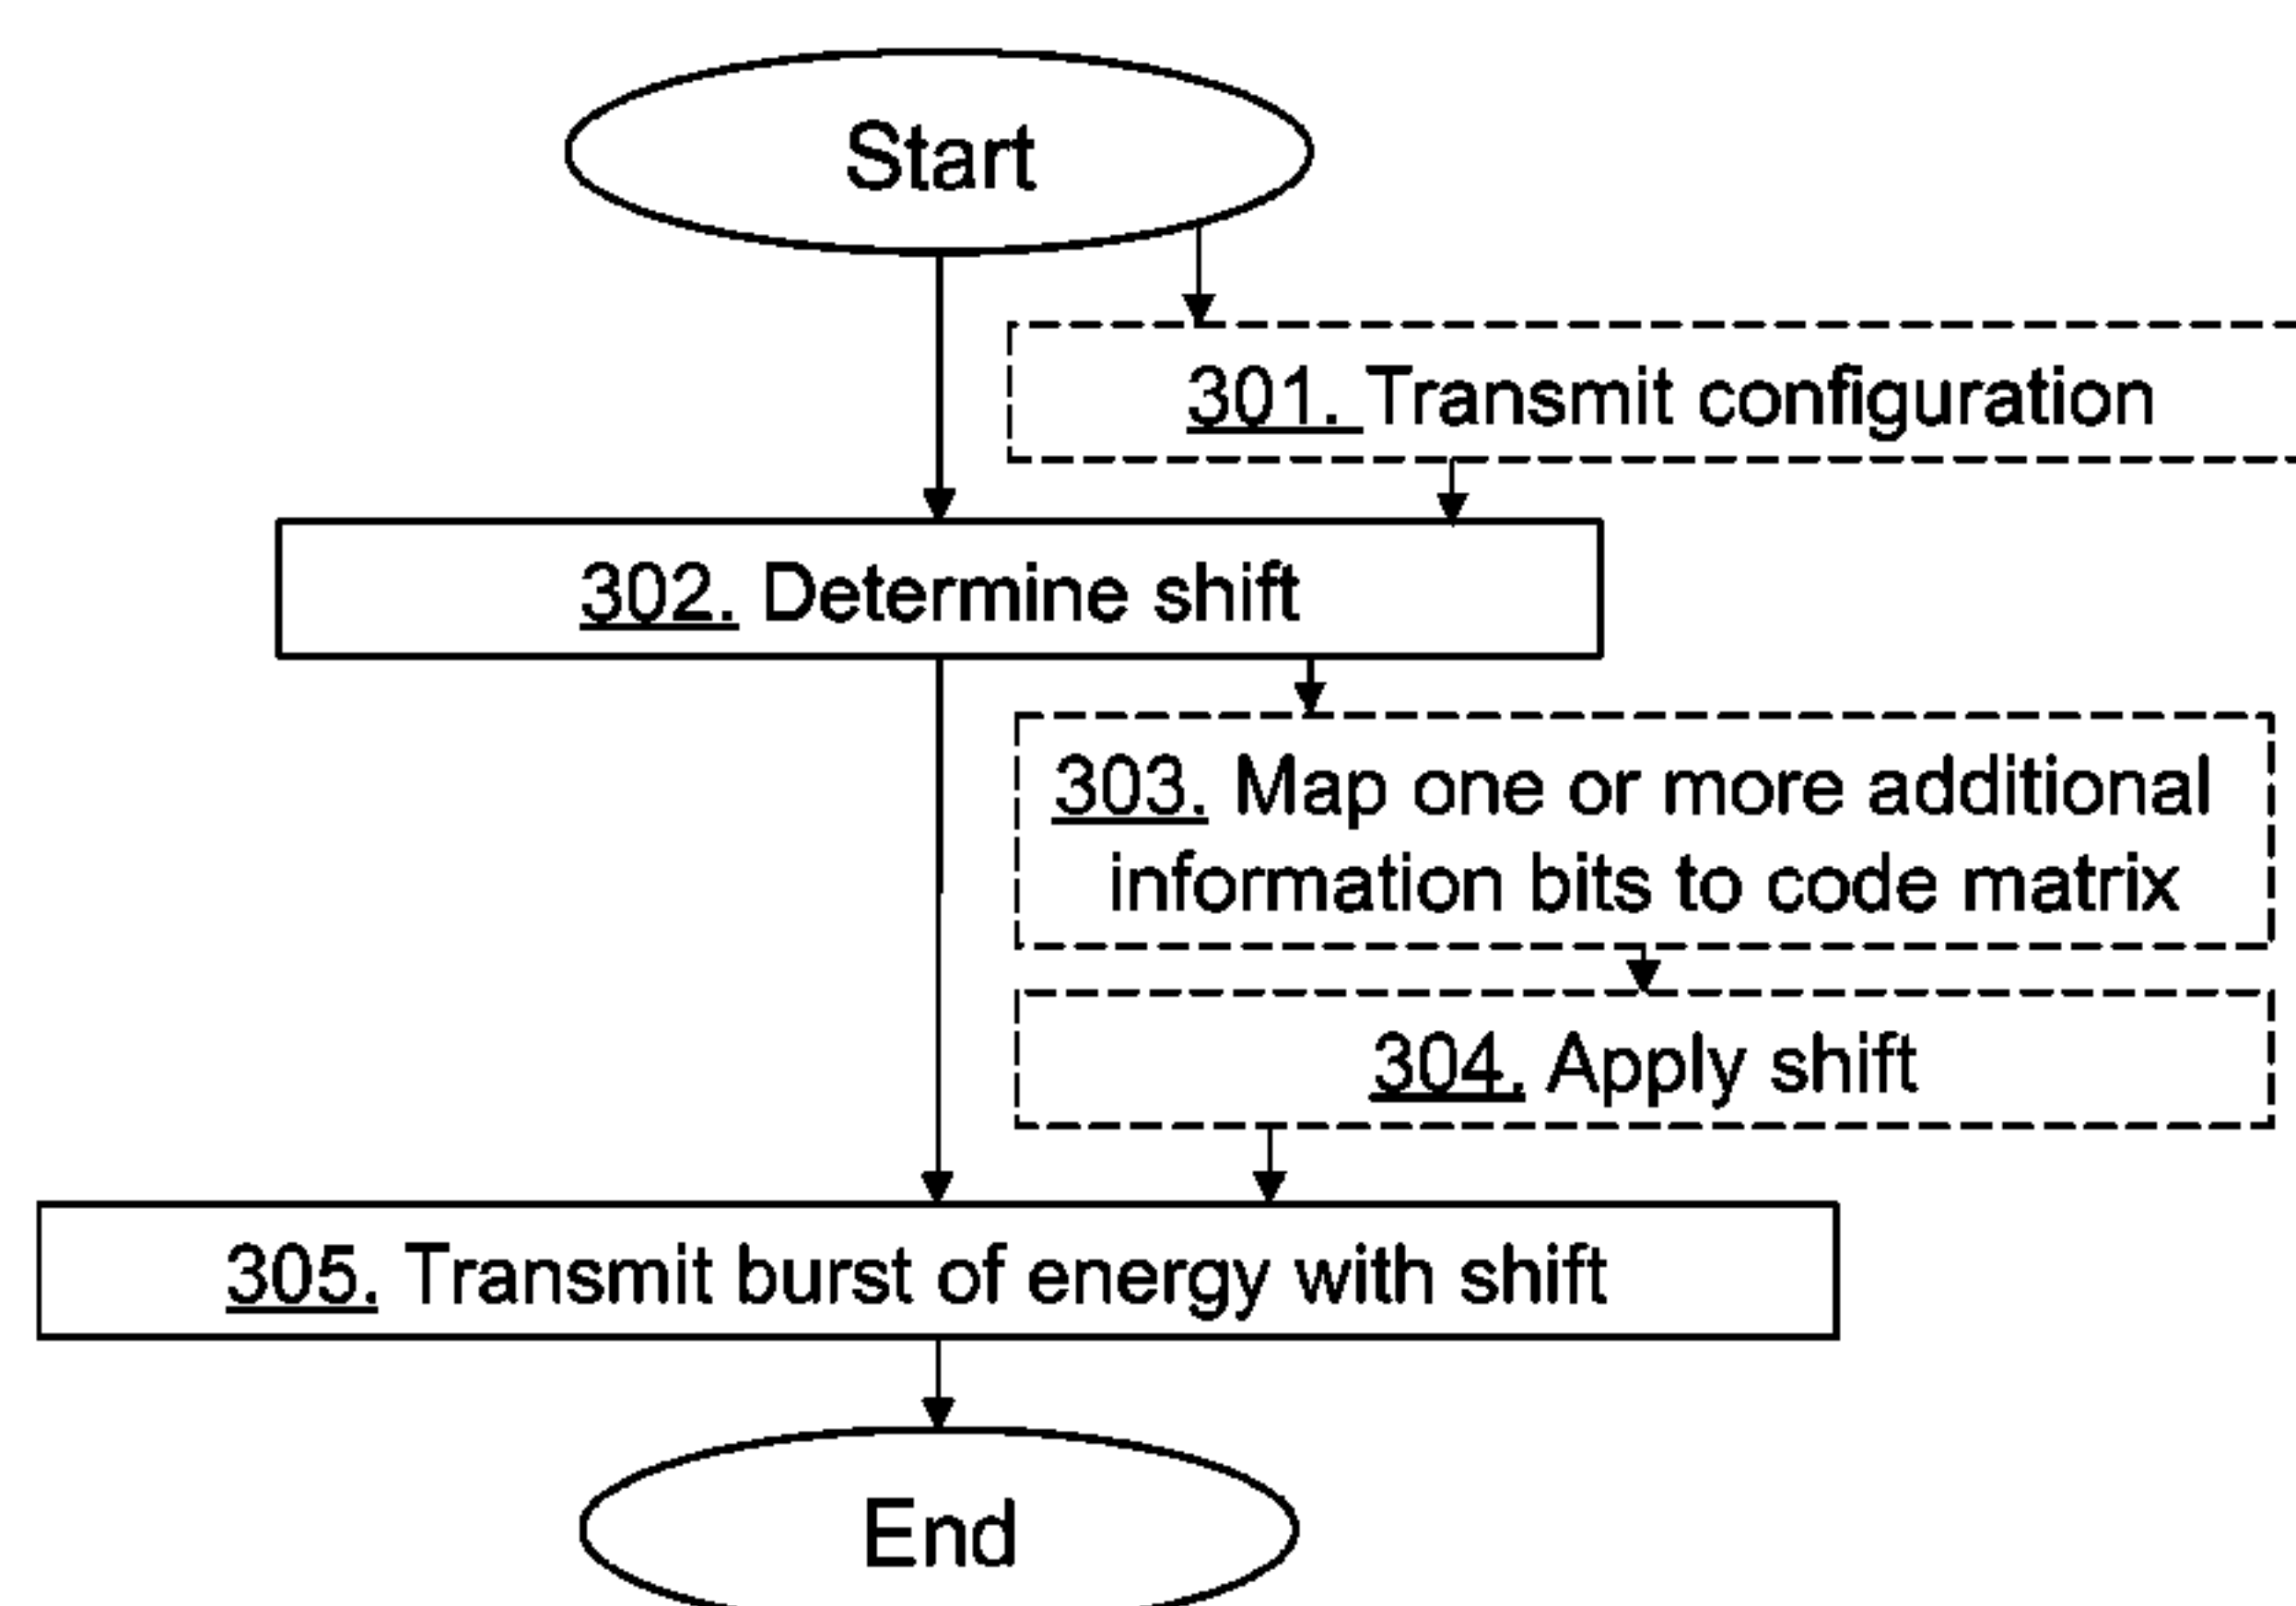 Start
301. Transmit configuration
302. Determine shift
303. Map one or more additional
information bits to code matrix
304. Apply shift
305. Transmit burst of energy with shift
End